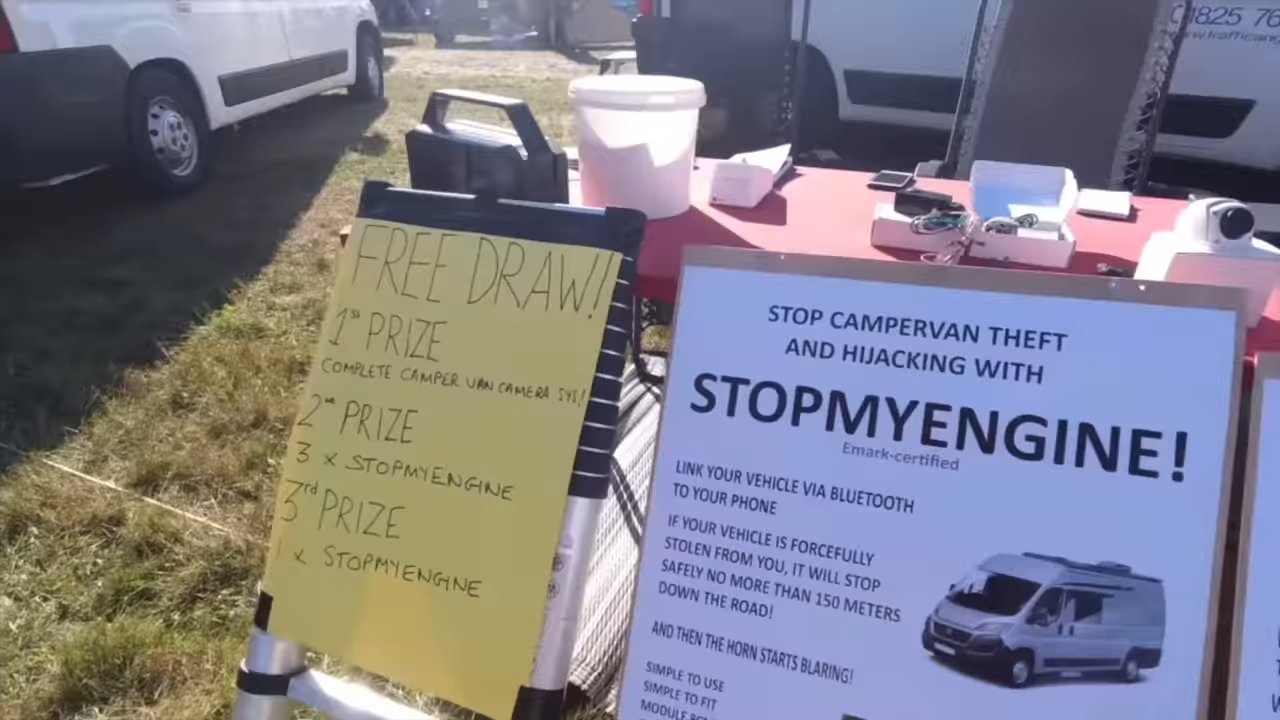 FREE DRAW!
1st PRIZE
COMPLETE CAMPER VAN CAMERA SYS!
2nd PRIZE
3 x STOPMYENGINE
3rd PRIZE
1 x STOPMYENGINE
STOP CAMPERVAN THEFT
AND HIJACKING WITH
STOPMYENGINE!
Emark-certified
LINK YOUR VEHICLE VIA BLUETOOTH
TO YOUR PHONE
IF YOUR VEHICLE IS FORCEFULLY
STOLEN FROM YOU, IT WILL STOP
SAFELY NO MORE THAN 150 METERS
DOWN THE ROAD!
AND THEN THE HORN STARTS BLARING!
SIMPLE TO USE
SIMPLE TO FIT